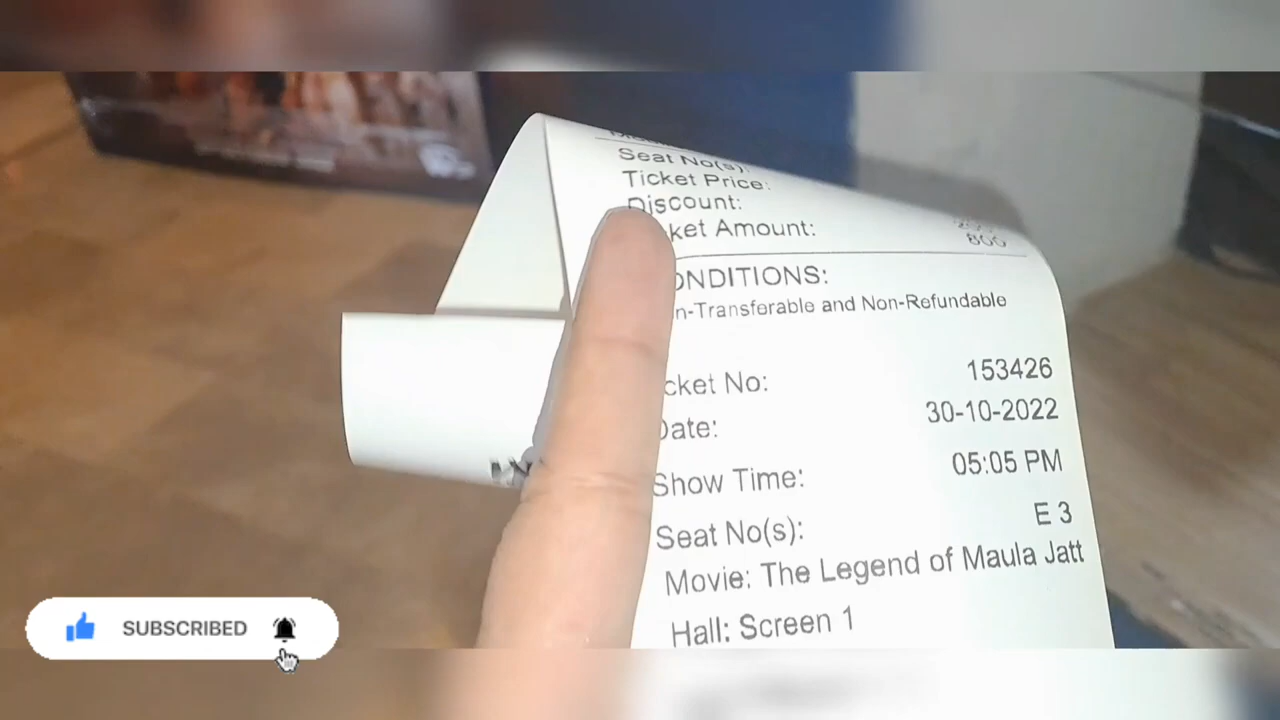 Seat No(s):
Ticket Price:
Discount:
ket Amount:
800
ONDITIONS:
n-Transferable and Non-Refundable
cket No: 153426
Date: 30-10-2022
Show Time: 05:05 PM
Seat No(s): E 3
Movie: The Legend of Maula Jatt
Hall: Screen 1
SUBSCRIBED